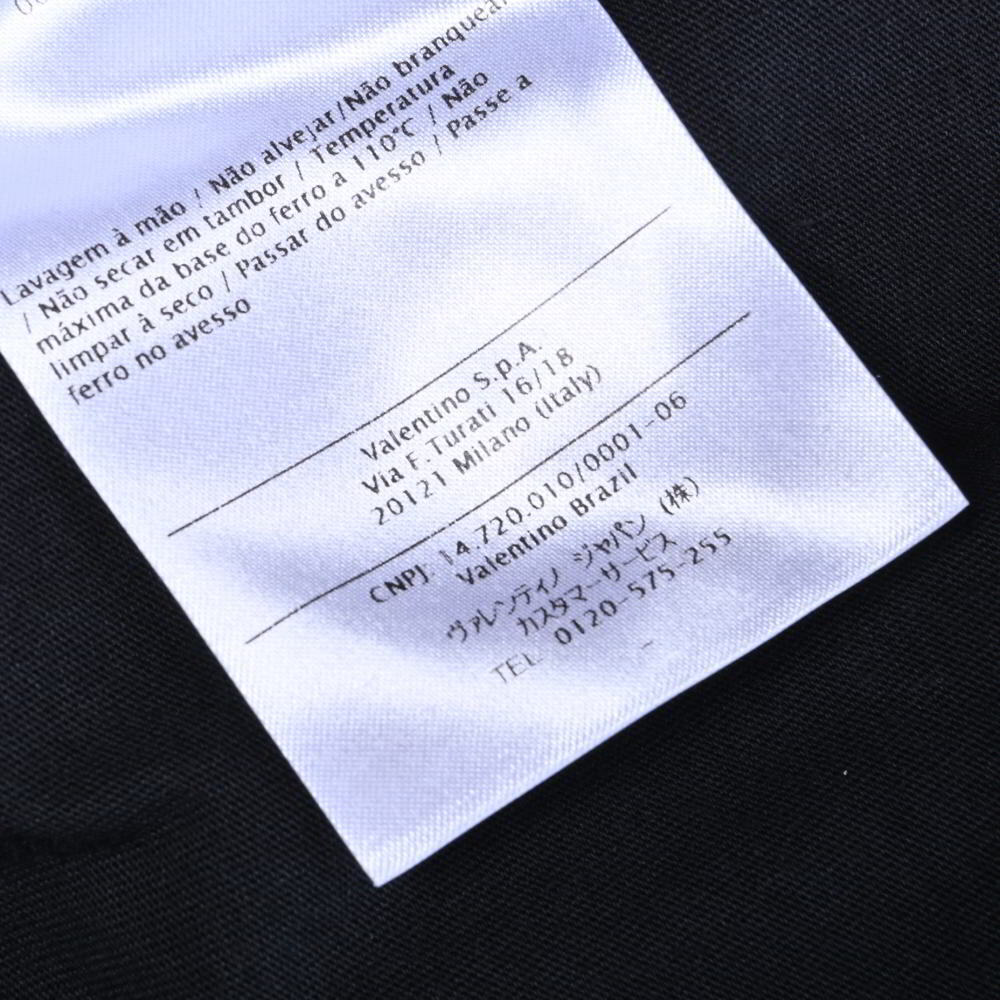 Lavagem à mão / Não alvejar/Não branquear
/ Não secar em tambor / Temperatura
máxima da base do ferro a 110°C / Não
limpar à seco / Passar do avesso / Passe a
ferro no avesso
Valentino S.p.A.
Via F. Turati 16/18
20121 Milano (Italy)
CNPJ: 14.720.010/0001-06
Valentino Brazil
ヴァレンティノ ジャパン (株)
カスタマーサービス
TEL 0120-575-255